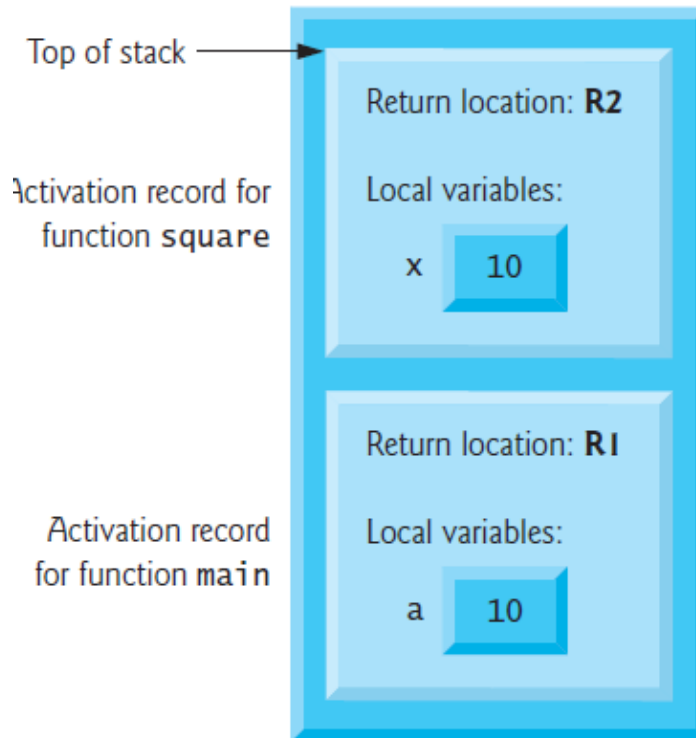 Top of stack
Return location: R2
Activation record for
function square
Local variables:
x 10
Return location: R1
Activation record
for function main
Local variables:
a 10